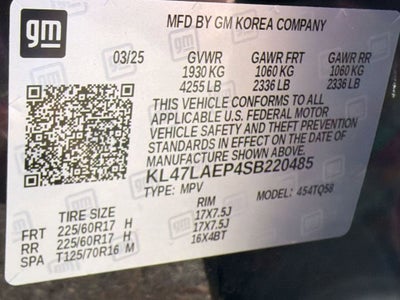 gm
MFD BY GM KOREA COMPANY
03/25 GVWR GAWR FRT GAWR RR
1930 KG 1060 KG 1060 KG
4255 LB 2336 LB 2336 LB
THIS VEHICLE CONFORMS TO ALL
APPLICABLE U.S. FEDERAL MOTOR
VEHICLE SAFETY AND THEFT PREVENTION
STANDARDS IN EFFECT ON THE DATE OF
MANUFACTURE SHOWN ABOVE.
KL47LAEP4SB220485
TYPE: MPV 454TQ58
TIRE SIZE RIM
FRT 225/60R17 H 17X7.5J
RR 225/60R17 H 17X7.5J
SPA T125/70R16 M 16X4BT